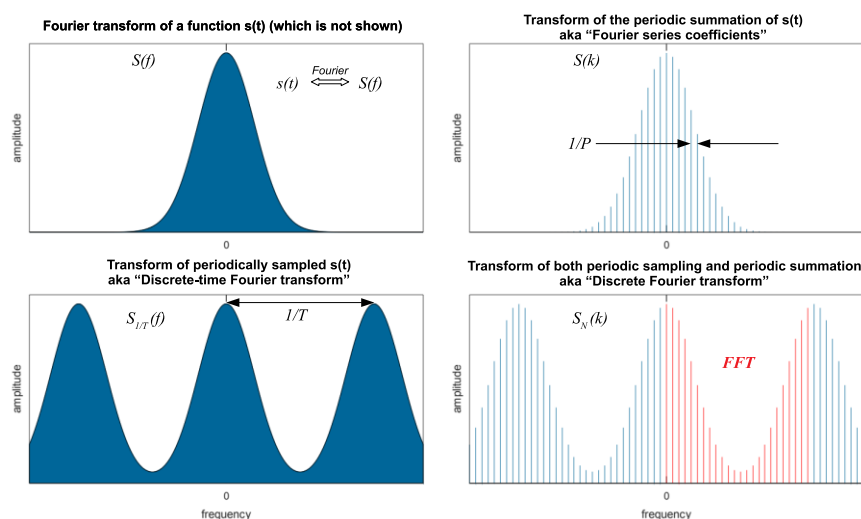 Fourier transform of a function s(t) (which is not shown)
S(f)
s(t) Fourier S(f)
amplitude
0
Transform of the periodic summation of s(t)
aka “Fourier series coefficients”
S(k)
1/P
amplitude
0
Transform of periodically sampled s(t)
aka “Discrete-time Fourier transform”
S1/T(f)
1/T
amplitude
0
frequency
Transform of both periodic sampling and periodic summation
aka “Discrete Fourier transform”
SN(k)
FFT
amplitude
0
frequency